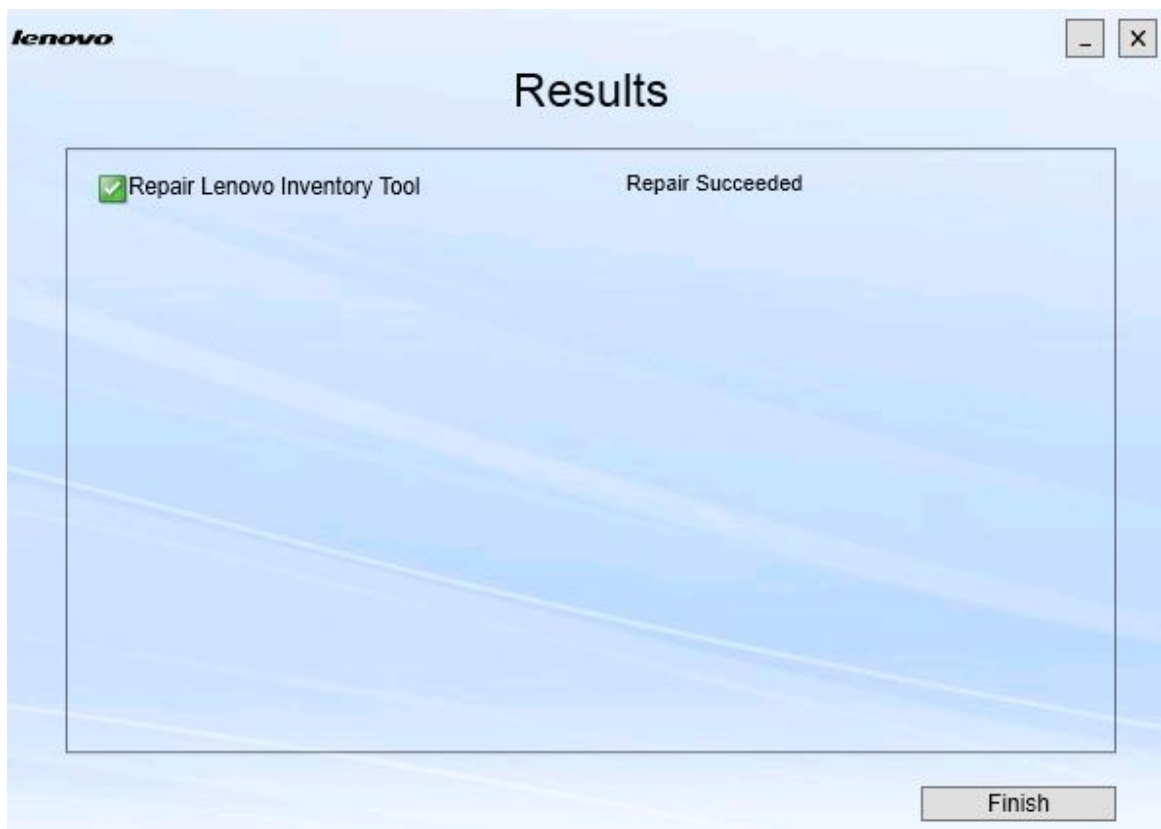 lenovo
Results
Repair Lenovo Inventory Tool Repair Succeeded
Finish